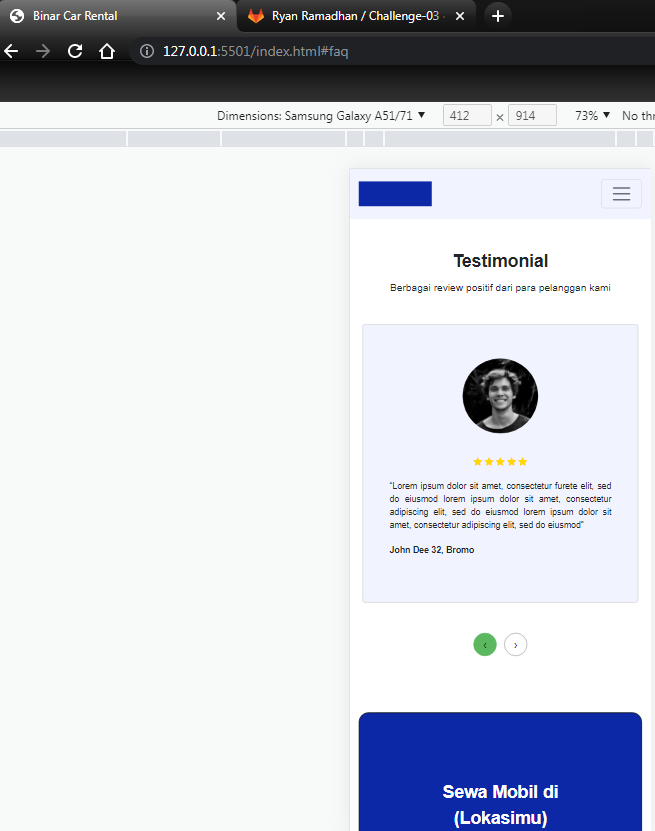 Binar Car Rental
Ryan Ramadhan / Challenge-03
127.0.0.1:5501/index.html#faq
Dimensions: Samsung Galaxy A51/71 ▼ 412 × 914 73% ▼ No thr
Testimonial
Berbagai review positif dari para pelanggan kami
"Lorem ipsum dolor sit amet, consectetur furete elit, sed
do eiusmod lorem ipsum dolor sit amet, consectetur
adipiscing elit, sed do eiusmod lorem ipsum dolor sit
amet, consectetur adipiscing elit, sed do eiusmod"
John Dee 32, Bromo
‹ ›
Sewa Mobil di
(Lokasimu)